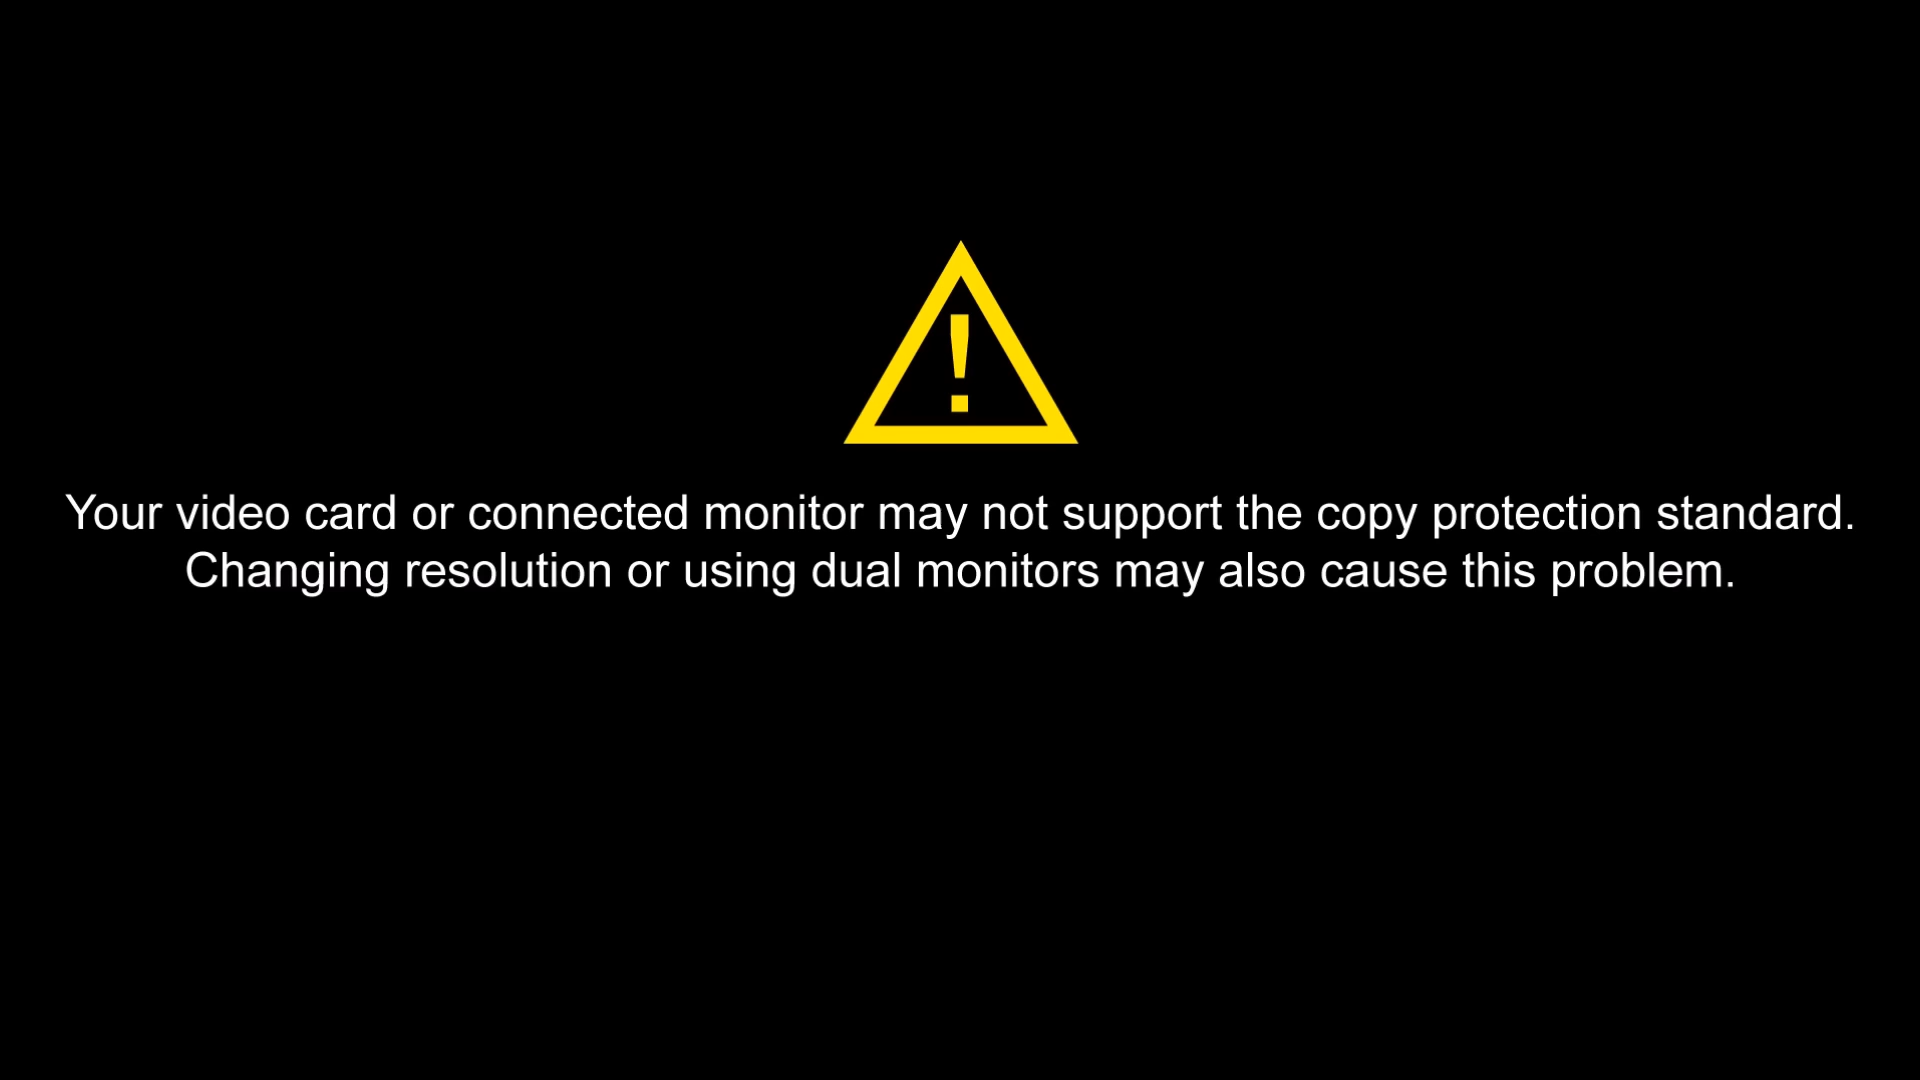 !
Your video card or connected monitor may not support the copy protection standard.
Changing resolution or using dual monitors may also cause this problem.